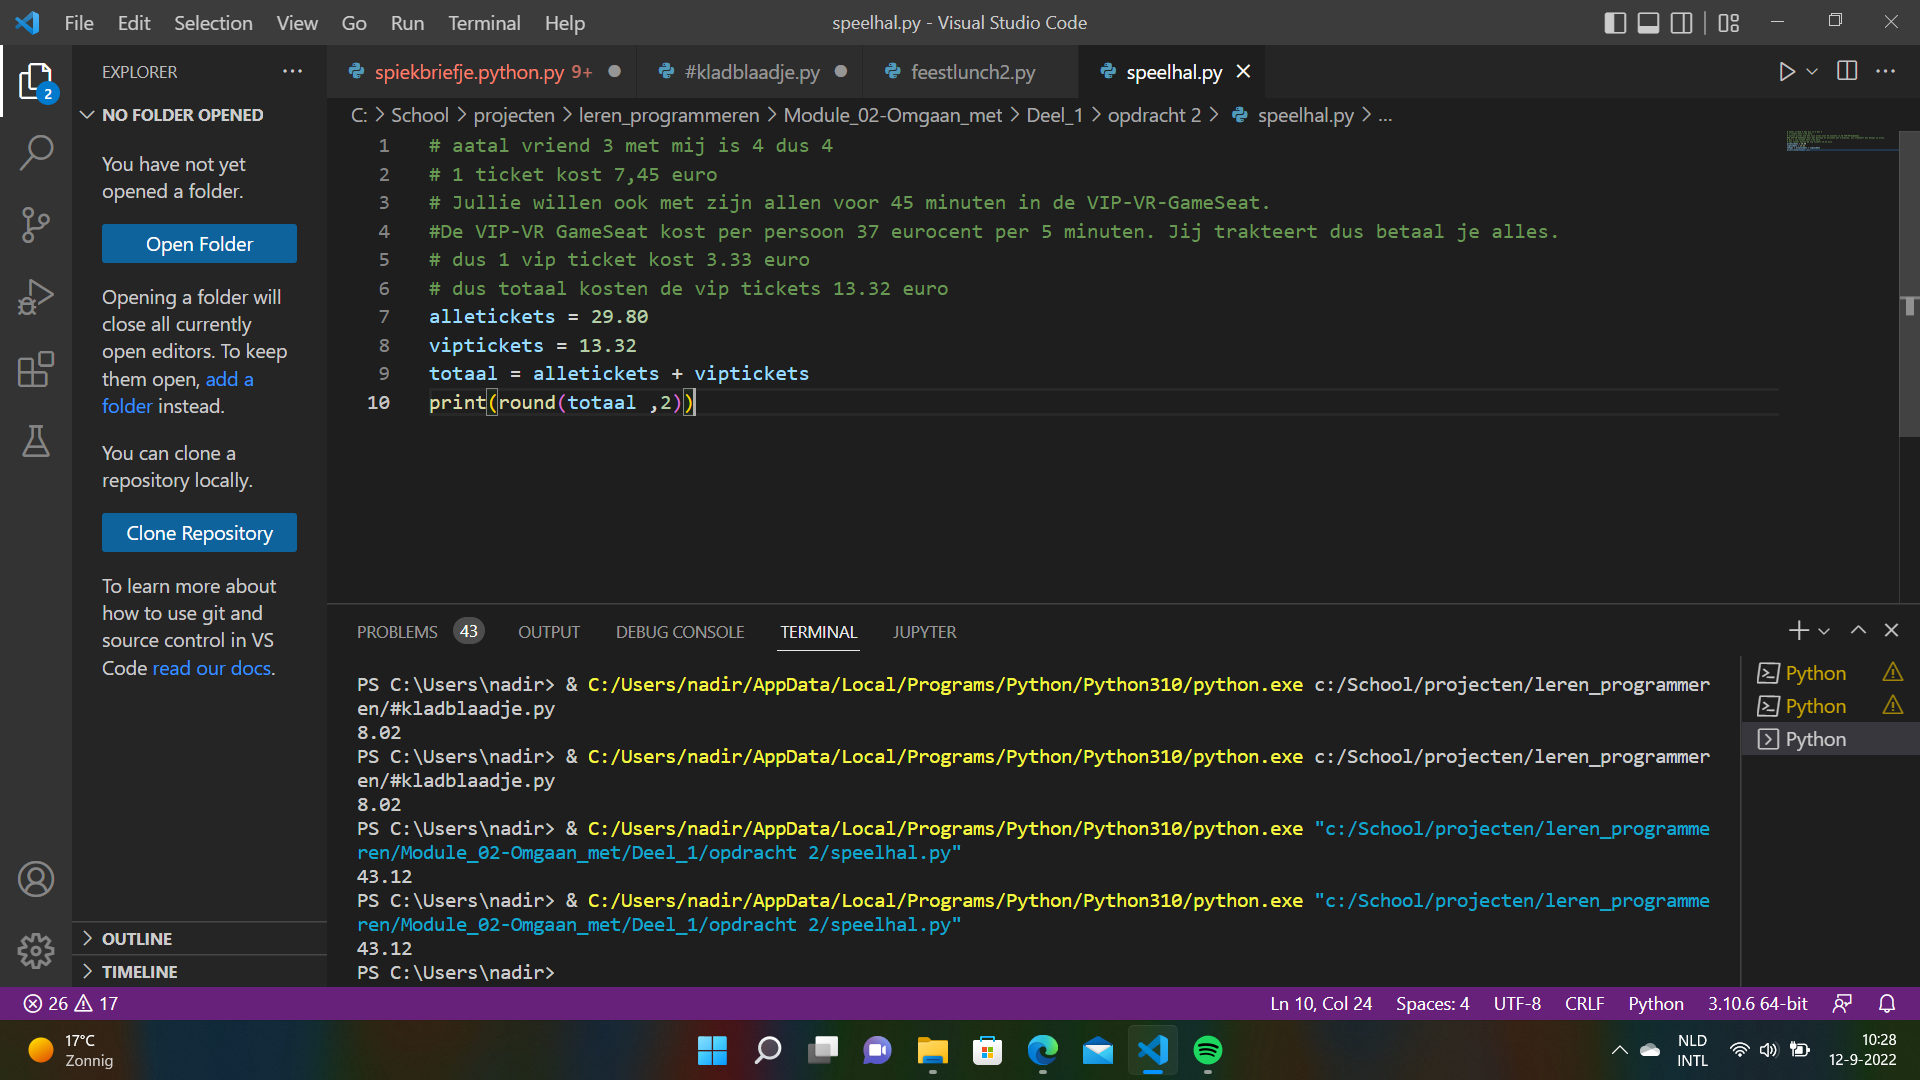 File Edit Selection View Go Run Terminal Help
speelhal.py - Visual Studio Code
EXPLORER
spiekbriefje.python.py 9+
#kladblaadje.py
feestlunch2.py
speelhal.py
2
NO FOLDER OPENED
You have not yet
opened a folder.
Open Folder
Opening a folder will
close all currently
open editors. To keep
them open, add a
folder instead.
You can clone a
repository locally.
Clone Repository
To learn more about
how to use git and
source control in VS
Code read our docs.
OUTLINE
TIMELINE
C: > School > projecten > leren_programmeren > Module_02-Omgaan_met > Deel_1 > opdracht 2 > speelhal.py > ...
1 # aatal vriend 3 met mij is 4 dus 4
2 # 1 ticket kost 7,45 euro
3 # Jullie willen ook met zijn allen voor 45 minuten in de VIP-VR-GameSeat.
4 #De VIP-VR GameSeat kost per persoon 37 eurocent per 5 minuten. Jij trakteert dus betaal je alles.
5 # dus 1 vip ticket kost 3.33 euro
6 # dus totaal kosten de vip tickets 13.32 euro
7 alletickets = 29.80
8 viptickets = 13.32
9 totaal = alletickets + viptickets
10 print(round(totaal ,2))
PROBLEMS 43 OUTPUT DEBUG CONSOLE TERMINAL JUPYTER
PS C:\Users\nadir> & C:/Users/nadir/AppData/Local/Programs/Python/Python310/python.exe c:/School/projecten/leren_programmer
en/#kladblaadje.py
8.02
PS C:\Users\nadir> & C:/Users/nadir/AppData/Local/Programs/Python/Python310/python.exe c:/School/projecten/leren_programmer
en/#kladblaadje.py
8.02
PS C:\Users\nadir> & C:/Users/nadir/AppData/Local/Programs/Python/Python310/python.exe "c:/School/projecten/leren_programme
ren/Module_02-Omgaan_met/Deel_1/opdracht 2/speelhal.py"
43.12
PS C:\Users\nadir> & C:/Users/nadir/AppData/Local/Programs/Python/Python310/python.exe "c:/School/projecten/leren_programme
ren/Module_02-Omgaan_met/Deel_1/opdracht 2/speelhal.py"
43.12
PS C:\Users\nadir>
Python
Python
Python
26 17
Ln 10, Col 24 Spaces: 4 UTF-8 CRLF Python 3.10.6 64-bit
17°C
Zonnig
NLD
INTL
10:28
12-9-2022